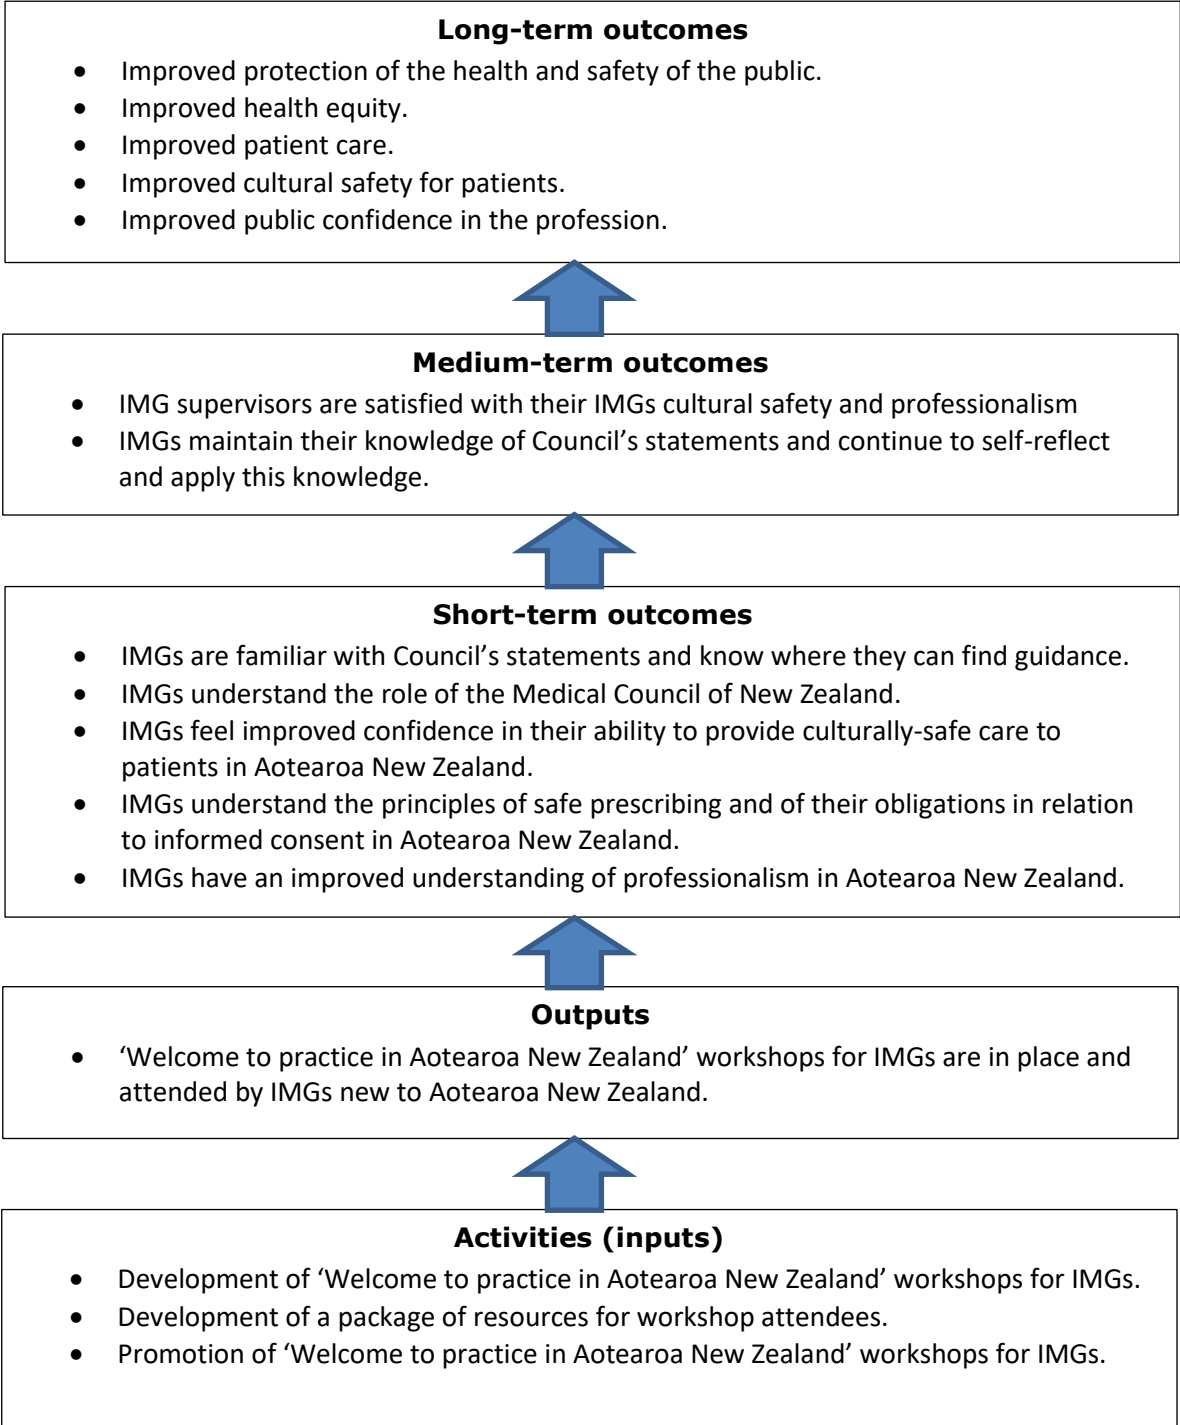 Long-term outcomes
• Improved protection of the health and safety of the public.
• Improved health equity.
• Improved patient care.
• Improved cultural safety for patients.
• Improved public confidence in the profession.
Medium-term outcomes
• IMG supervisors are satisfied with their IMGs cultural safety and professionalism
• IMGs maintain their knowledge of Council’s statements and continue to self-reflect
and apply this knowledge.
Short-term outcomes
• IMGs are familiar with Council’s statements and know where they can find guidance.
• IMGs understand the role of the Medical Council of New Zealand.
• IMGs feel improved confidence in their ability to provide culturally-safe care to
patients in Aotearoa New Zealand.
• IMGs understand the principles of safe prescribing and of their obligations in relation
to informed consent in Aotearoa New Zealand.
• IMGs have an improved understanding of professionalism in Aotearoa New Zealand.
Outputs
• ‘Welcome to practice in Aotearoa New Zealand’ workshops for IMGs are in place and
attended by IMGs new to Aotearoa New Zealand.
Activities (inputs)
• Development of ‘Welcome to practice in Aotearoa New Zealand’ workshops for IMGs.
• Development of a package of resources for workshop attendees.
• Promotion of ‘Welcome to practice in Aotearoa New Zealand’ workshops for IMGs.